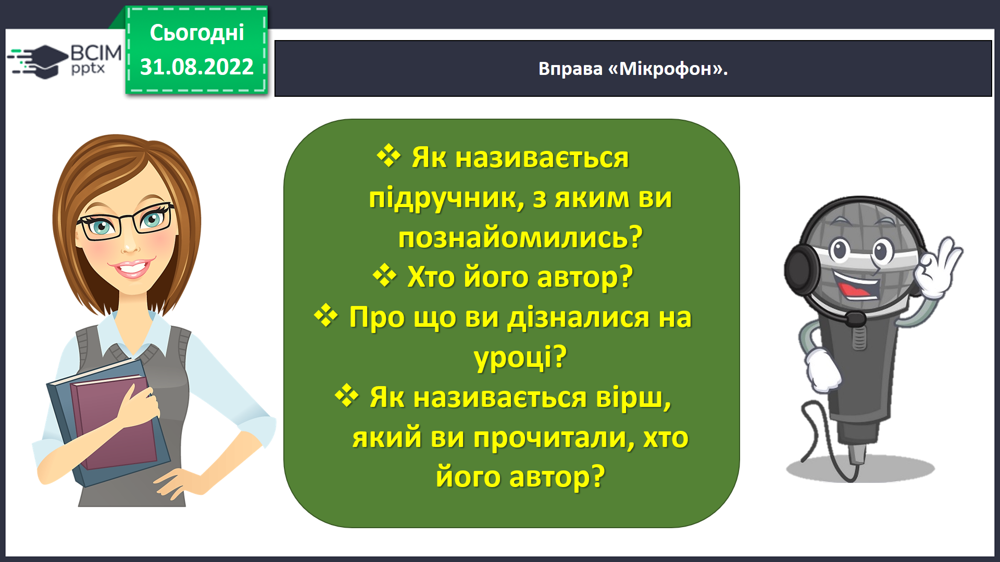 Сьогодні
31.08.2022
ВСІМ
pptx
Вправа «Мікрофон».
❖ Як називається
підручник, з яким ви
познайомились?
❖ Хто його автор?
❖ Про що ви дізналися на
уроці?
❖ Як називається вірш,
який ви прочитали, хто
його автор?